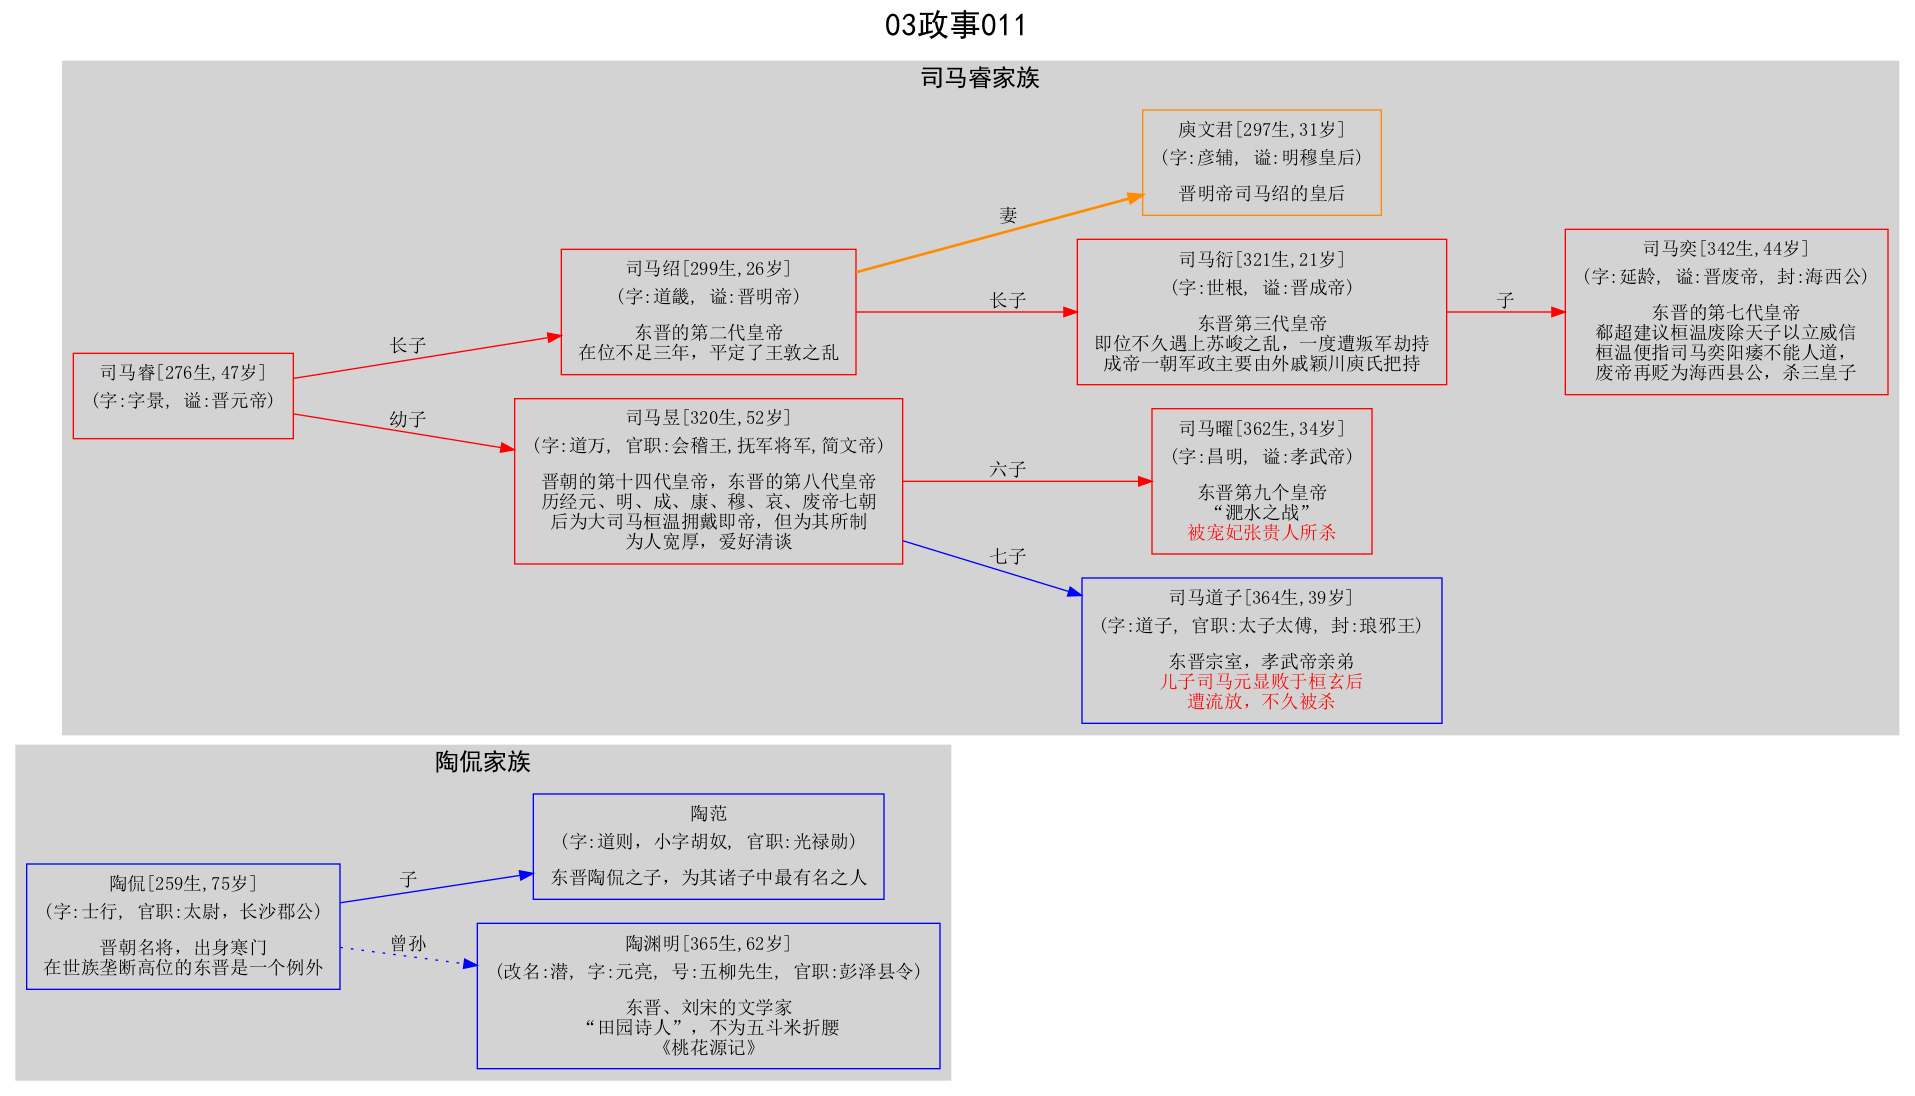 03政事011
司马睿家族
庾文君[297生,31岁]
(字:彦辅, 谥:明穆皇后)
晋明帝司马绍的皇后
妻
司马绍[299生,26岁]
(字:道畿, 谥:晋明帝)
东晋的第二代皇帝
在位不足三年，平定了王敦之乱
长子
司马衍[321生,21岁]
(字:世根, 谥:晋成帝)
东晋第三代皇帝
即位不久遇上苏峻之乱，一度遭叛军劫持
成帝一朝军政主要由外戚颍川庾氏把持
子
司马奕[342生,44岁]
(字:延龄, 谥:晋废帝, 封:海西公)
东晋的第七代皇帝
郗超建议桓温废除天子以立威信
桓温便指司马奕阳痿不能人道，
废帝再贬为海西县公，杀三皇子
长子
司马睿[276生,47岁]
(字:字景, 谥:晋元帝)
幼子
司马昱[320生,52岁]
(字:道万, 官职:会稽王,抚军将军,简文帝)
晋朝的第十四代皇帝，东晋的第八代皇帝
历经元、明、成、康、穆、哀、废帝七朝
后为大司马桓温拥戴即帝，但为其所制
为人宽厚，爱好清谈
六子
司马曜[362生,34岁]
(字:昌明, 谥:孝武帝)
东晋第九个皇帝
“淝水之战”
被宠妃张贵人所杀
七子
司马道子[364生,39岁]
(字:道子, 官职:太子太傅, 封:琅邪王)
东晋宗室，孝武帝亲弟
儿子司马元显败于桓玄后
遭流放，不久被杀
陶侃家族
陶范
(字:道则，小字胡奴, 官职:光禄勋)
东晋陶侃之子，为其诸子中最有名之人
子
陶侃[259生,75岁]
(字:士行, 官职:太尉，长沙郡公)
晋朝名将，出身寒门
在世族垄断高位的东晋是一个例外
曾孙
陶渊明[365生,62岁]
(改名:潜, 字:元亮, 号:五柳先生, 官职:彭泽县令)
东晋、刘宋的文学家
“田园诗人”，不为五斗米折腰
《桃花源记》